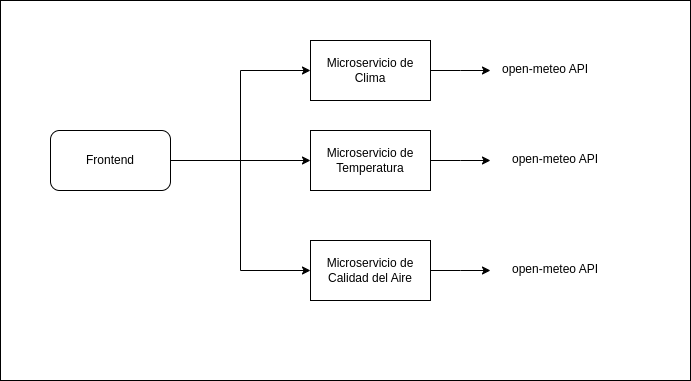 Microservicio de
Clima
open-meteo API
Frontend
Microservicio de
Temperatura
open-meteo API
Microservicio de
Calidad del Aire
open-meteo API